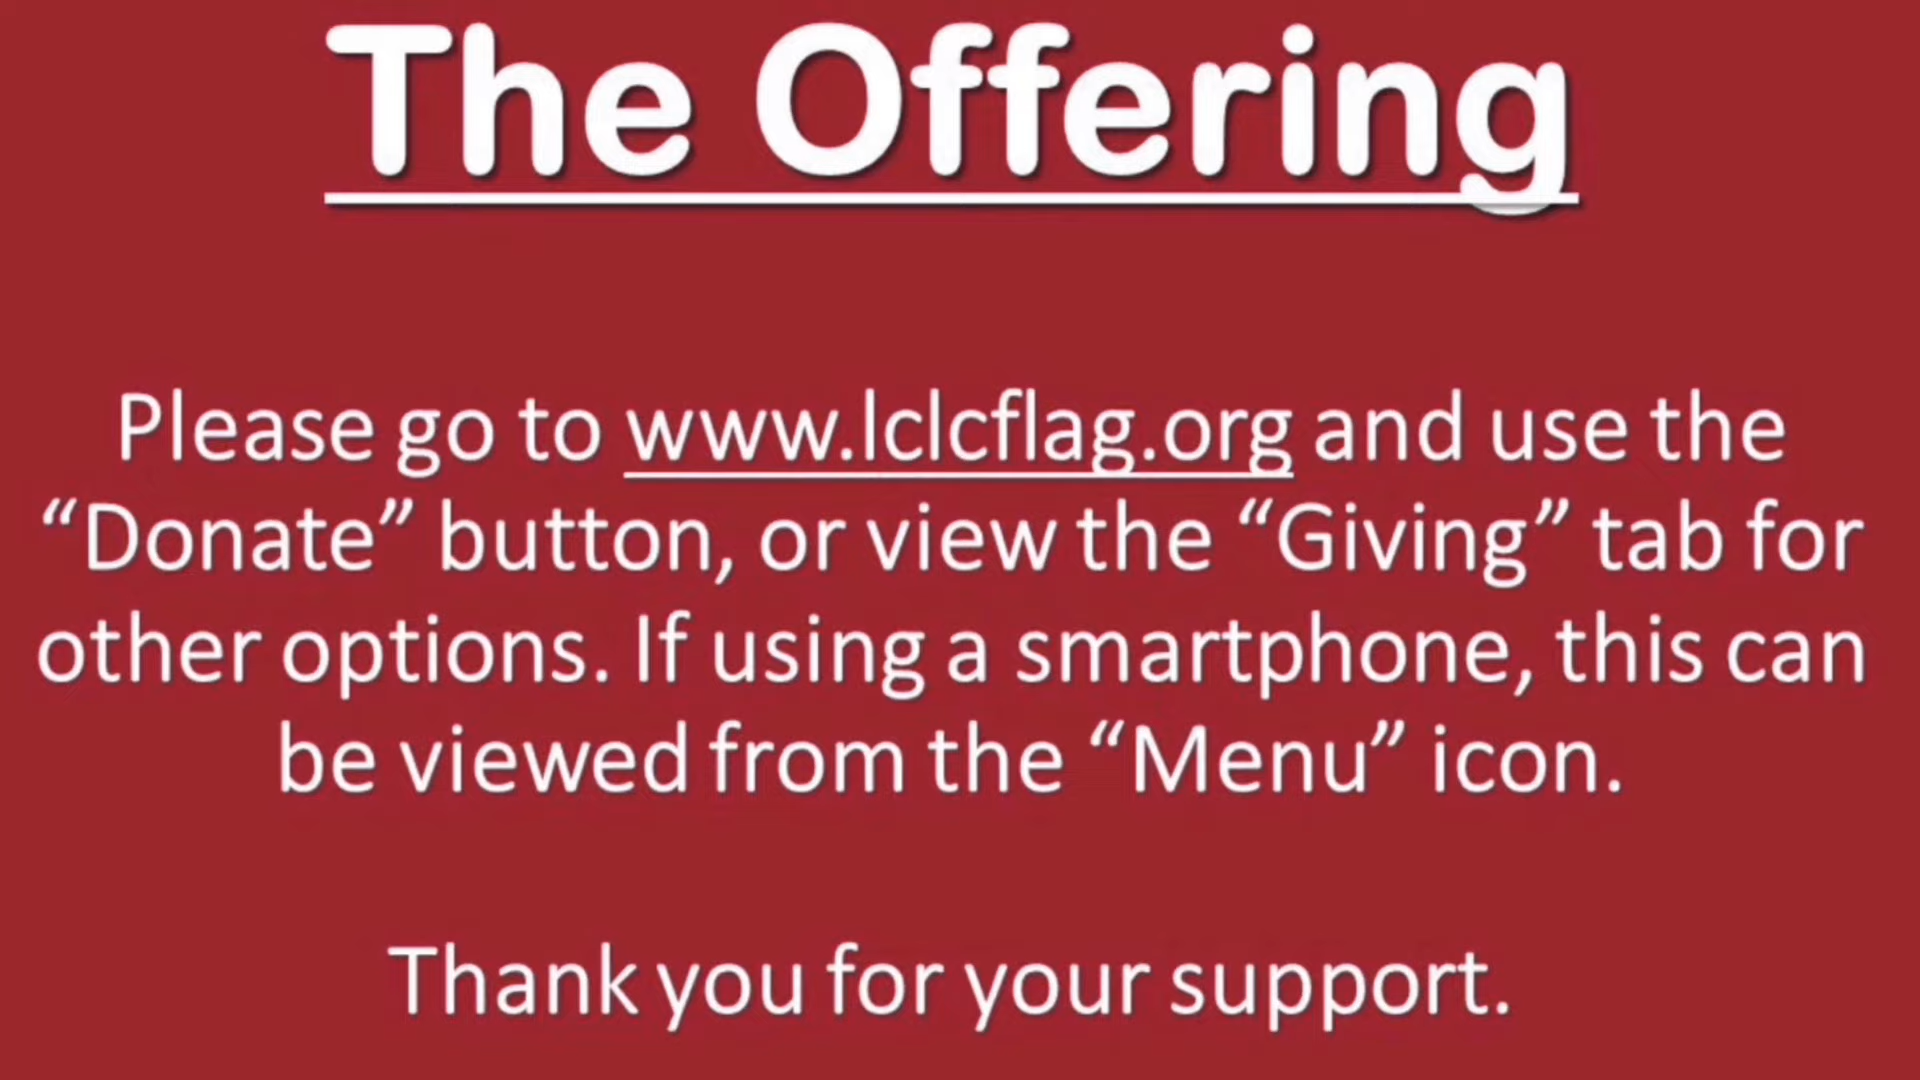 The Offering
Please go to www.lclcflag.org and use the
“Donate” button, or view the “Giving” tab for
other options. If using a smartphone, this can
be viewed from the “Menu” icon.
Thank you for your support.